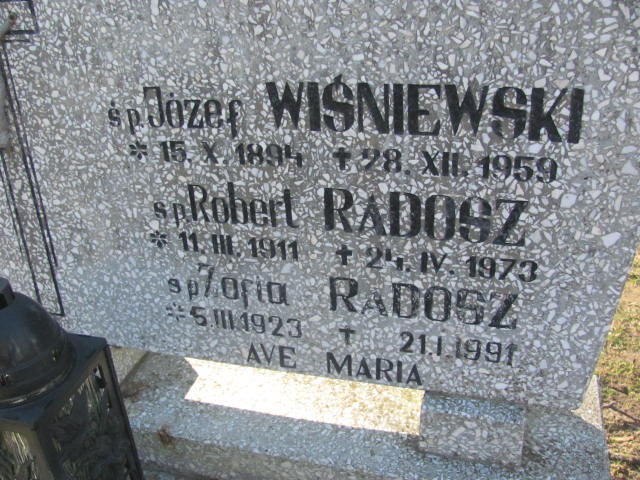 ś.p. Józef WIŚNIEWSKI
* 15. X. 1894 + 28. XII. 1959
ś.p. Robert RADOSZ
* 11. III. 1911 + 24. IV. 1973
ś p Zofia RADOSZ
* 5. III. 1923 + 21. I. 1991
AVE MARIA